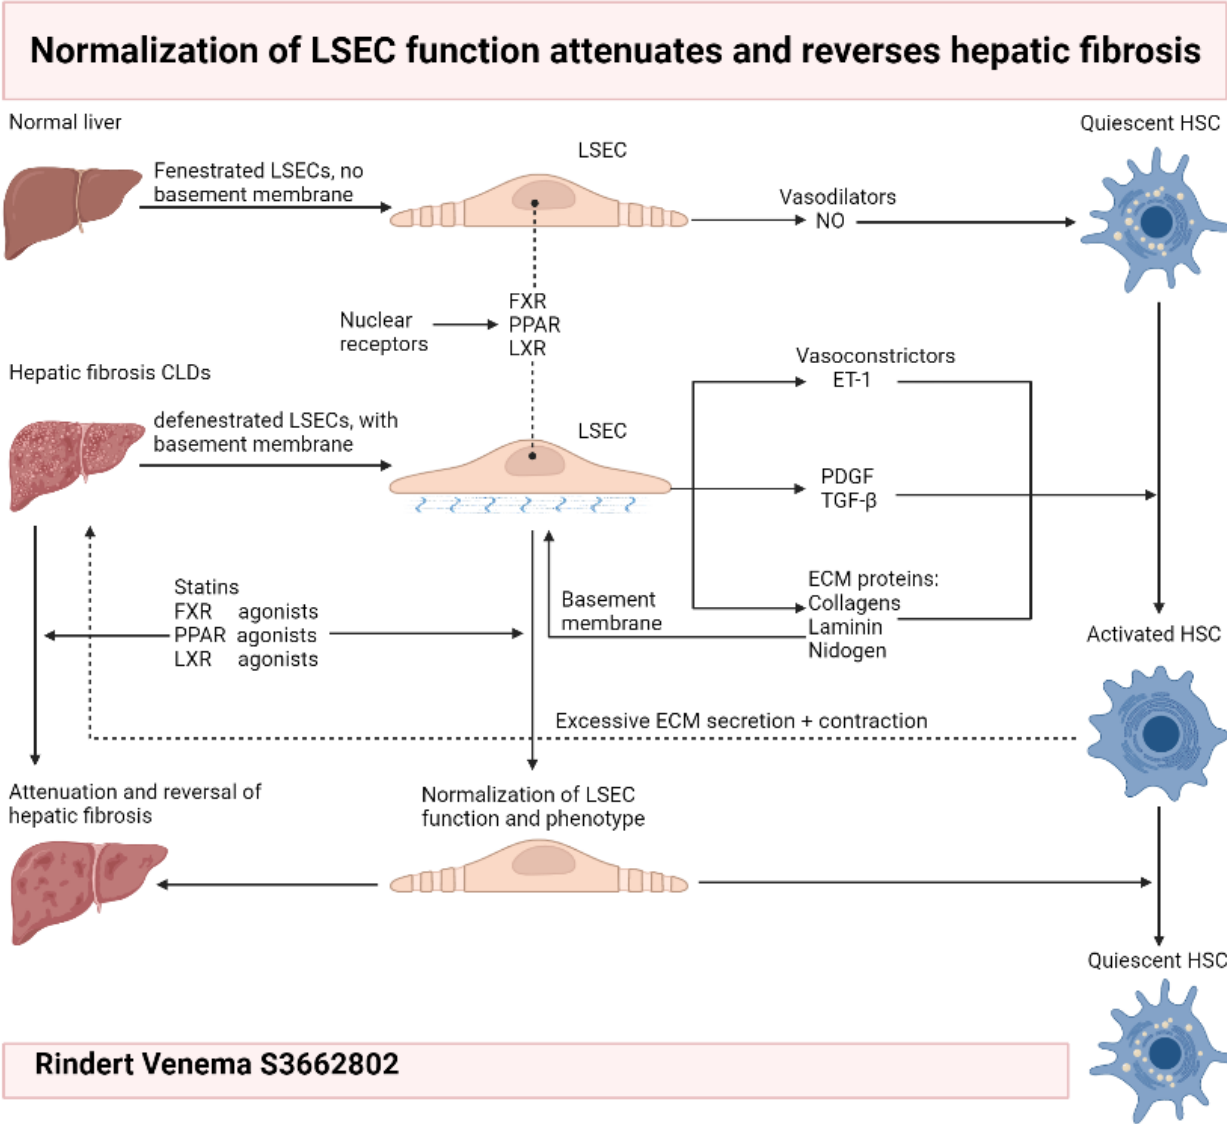 Normalization of LSEC function attenuates and reverses hepatic fibrosis
Normal liver
Quiescent HSC
LSEC
Fenestrated LSECs, no
basement membrane
Vasodilators
NO
FXR
PPAR
LXR
Nuclear
receptors
Hepatic fibrosis CLDs
Vasoconstrictors
ET-1
defenestrated LSECs, with
basement membrane
LSEC
PDGF
TGF-β
Statins
FXR agonists
PPAR agonists
LXR agonists
Basement
membrane
ECM proteins:
Collagens
Laminin
Nidogen
Activated HSC
Excessive ECM secretion + contraction
Attenuation and reversal of
hepatic fibrosis
Normalization of LSEC
function and phenotype
Quiescent HSC
Rindert Venema S3662802